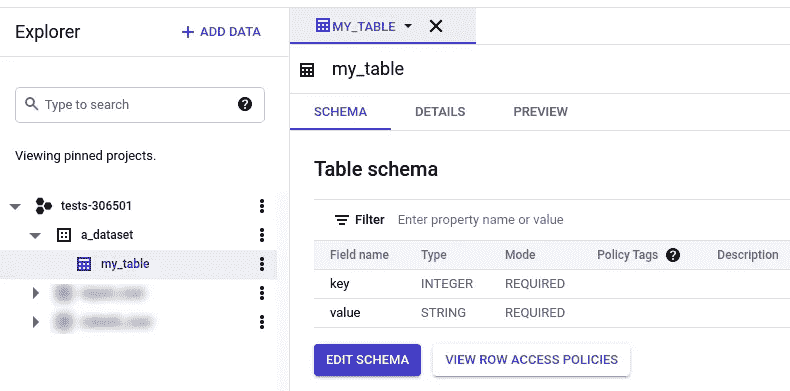 Explorer
+ ADD DATA
Type to search
?
Viewing pinned projects.
tests-306501
a_dataset
my_table
MY_TABLE
my_table
SCHEMA DETAILS PREVIEW
Table schema
Filter Enter property name or value
Field name Type Mode Policy Tags ? Description
key INTEGER REQUIRED
value STRING REQUIRED
EDIT SCHEMA VIEW ROW ACCESS POLICIES